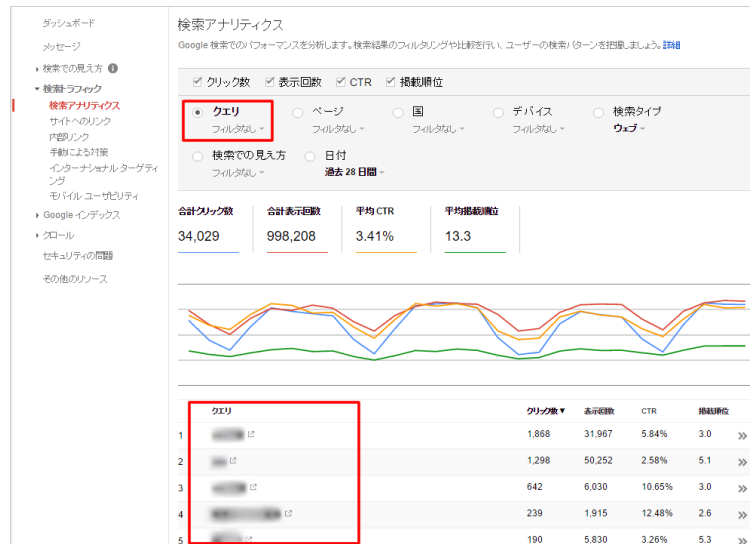 ダッシュボード
メッセージ
検索での見え方
検索トラフィック
検索アナリティクス
サイトへのリンク
内部リンク
手動による対策
インターナショナル ターゲティ
ング
モバイル ユーザビリティ
Google インデックス
クロール
セキュリティの問題
その他のリソース
検索アナリティクス
Google 検索でのパフォーマンスを分析します。検索結果のフィルタリングや比較を行い、ユーザーの検索パターンを把握しましょう。詳細
クリック数 表示回数 CTR 掲載順位
クエリ ページ 国 デバイス 検索タイプ
フィルタなし フィルタなし フィルタなし フィルタなし ウェブ
検索での見え方 日付
フィルタなし 過去 28 日間
合計クリック数 合計表示回数 平均 CTR 平均掲載順位
34,029 998,208 3.41% 13.3
クエリ クリック数▼ 表示回数 CTR 掲載順位
1 1,868 31,967 5.84% 3.0 »
2 1,298 50,252 2.58% 5.1 »
3 642 6,030 10.65% 3.0 »
4 239 1,915 12.48% 2.6 »
5 190 5,830 3.26% 5.3 »